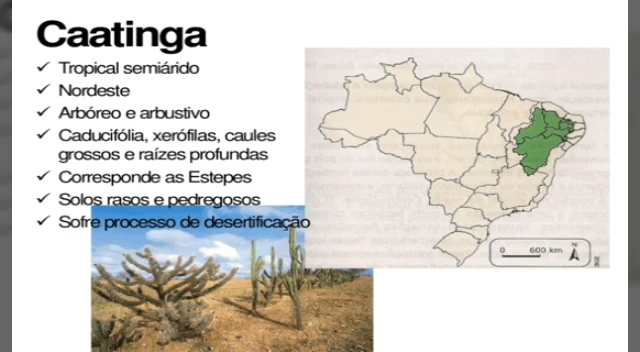 Caatinga
✓ Tropical semiárido
✓ Nordeste
✓ Arbóreo e arbustivo
✓ Caducifólia, xerófilas, caules
grossos e raízes profundas
✓ Corresponde as Estepes
✓ Solos rasos e pedregosos
✓ Sofre processo de desertificação
0 600 km
N